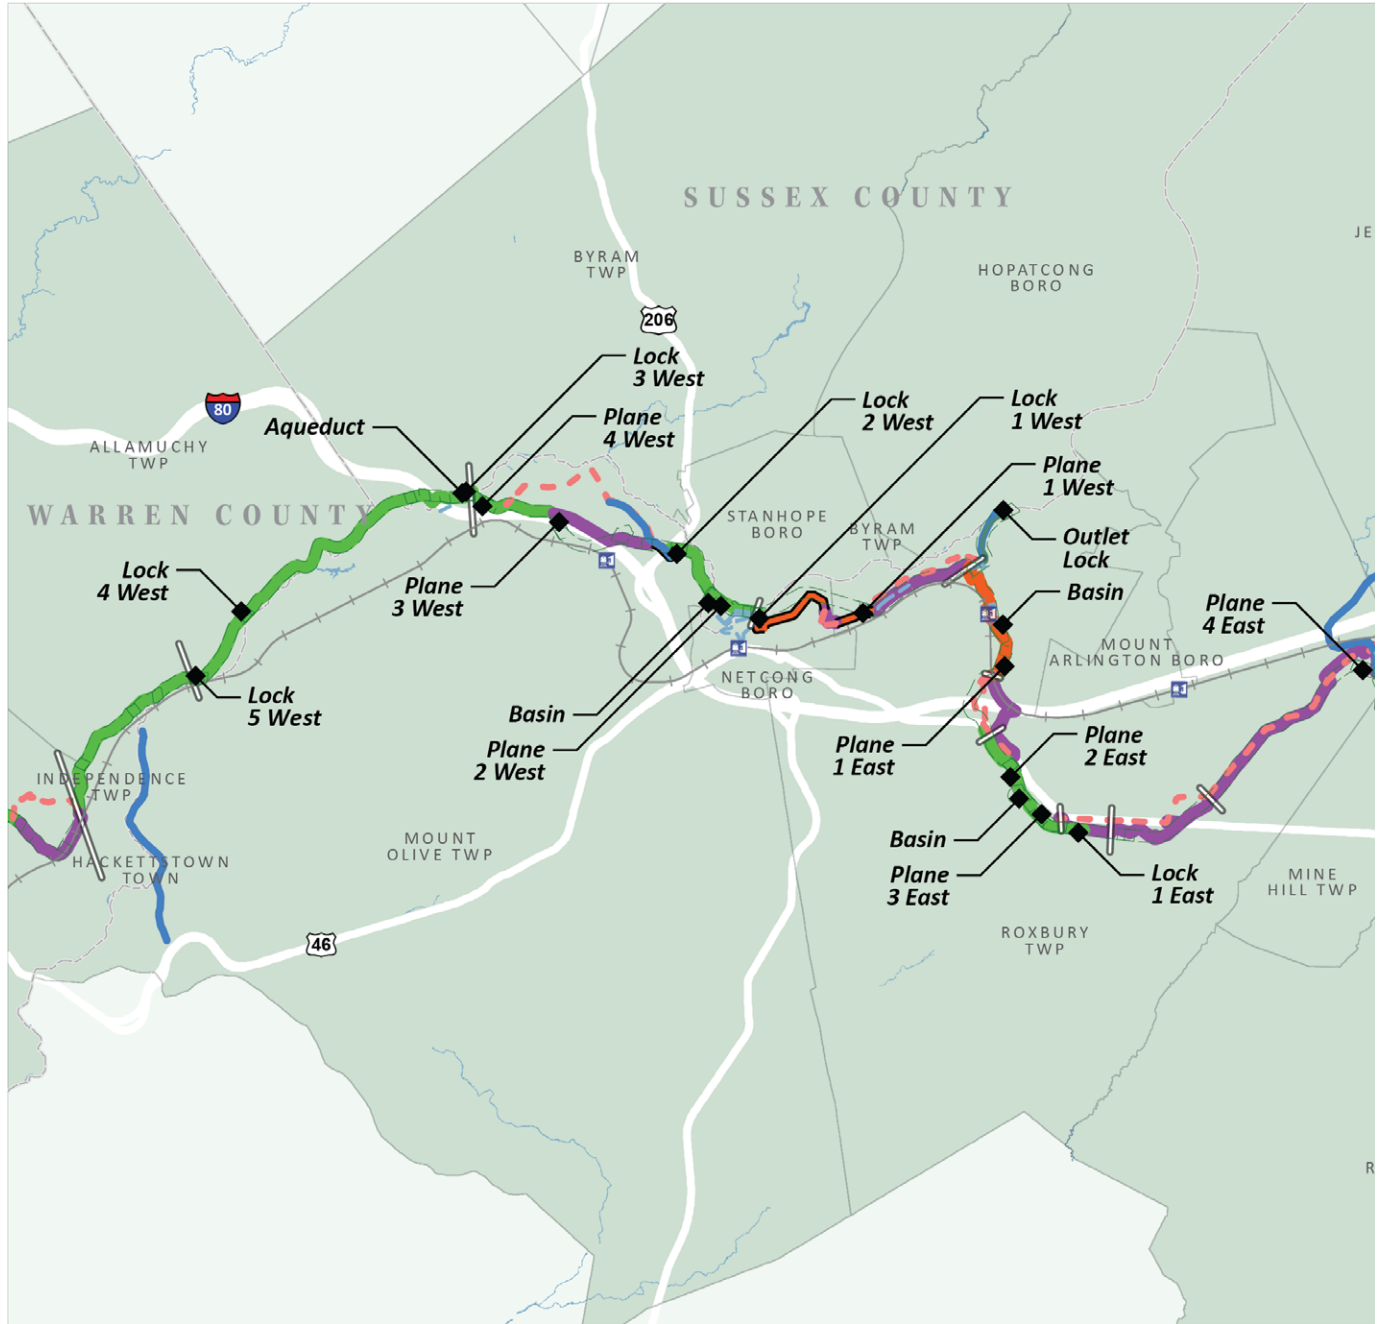 SUSSEX COUNTY
BYRAM
TWP
JE
HOPATCONG
BORO
206
Lock
3 West
80
Aqueduct
Plane
4 West
Lock
2 West
Lock
1 West
ALLAMUCHY
TWP
Plane
1 West
WARREN COUNTY
STANHOPE
BORO
BYRAM
TWP
Outlet
Lock
Lock
4 West
Plane
3 West
Basin
Plane
4 East
MOUNT
ARLINGTON BORO
Lock
5 West
NETCONG
BORO
Basin
Plane
2 West
Plane
1 East
Plane
2 East
INDEPENDENCE
TWP
MOUNT
OLIVE TWP
Basin
HACKETTSTOWN
TOWN
Plane
3 East
Lock
1 East
MINE
HILL TWP
46
ROXBURY
TWP
R